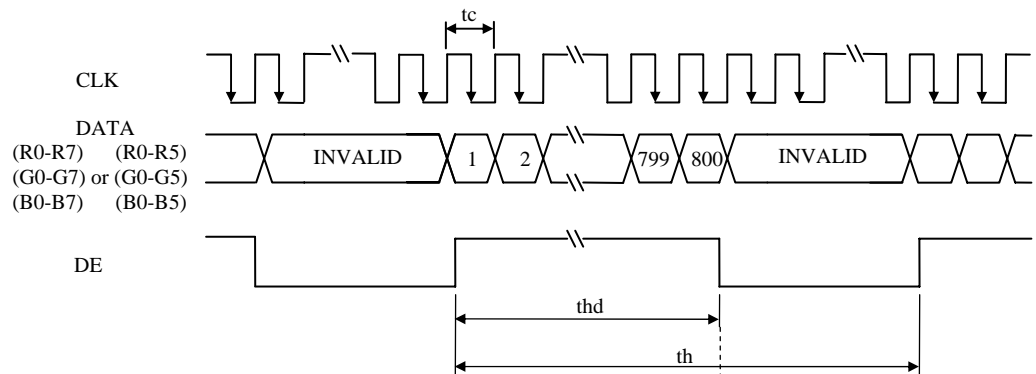 tc
CLK
DATA
(R0-R7) (R0-R5)
(G0-G7) or (G0-G5)
(B0-B7) (B0-B5)
INVALID 1 2 799 800 INVALID
DE
thd
th